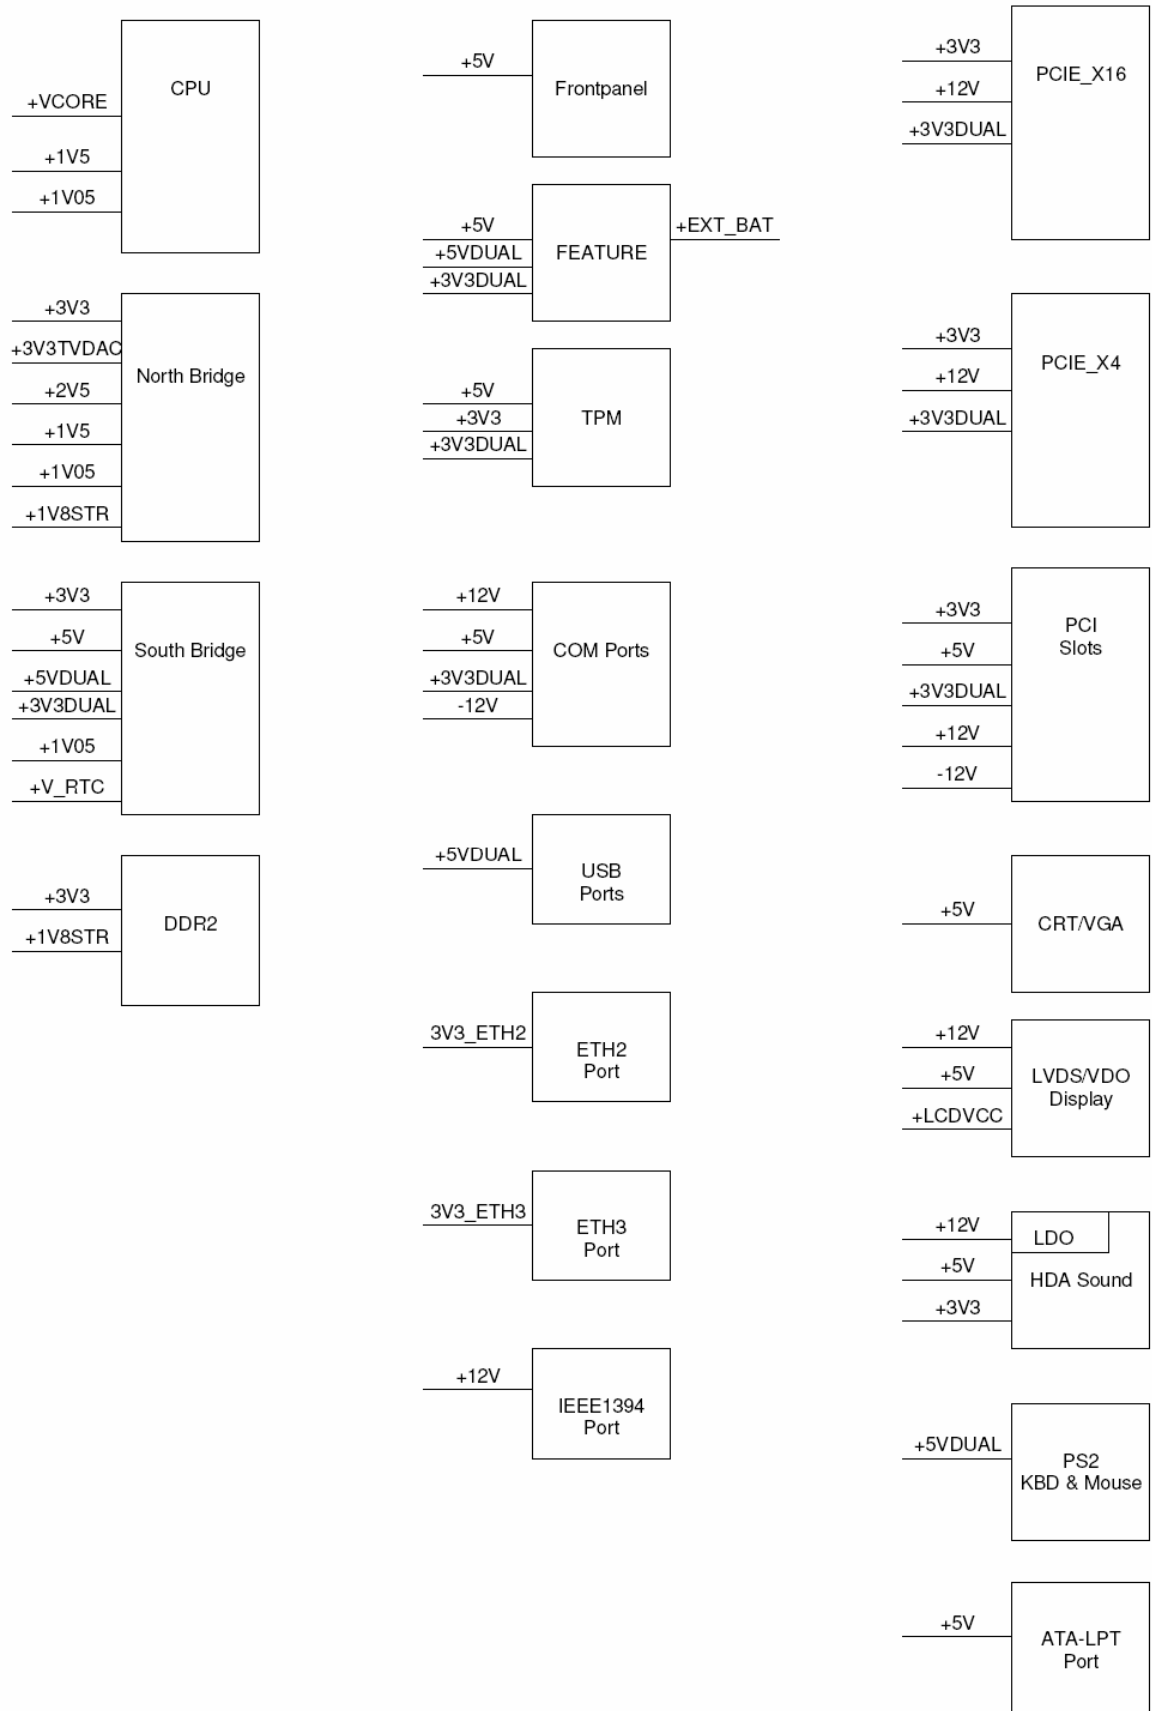 CPU
+VCORE
+1V5
+1V05
+3V3
+3V3TVDAC
North Bridge
+2V5
+1V5
+1V05
+1V8STR
+3V3
+5V
South Bridge
+5VDUAL
+3V3DUAL
+1V05
+V_RTC
+3V3
DDR2
+1V8STR
+5V
Frontpanel
+5V
+EXT_BAT
+5VDUAL
FEATURE
+3V3DUAL
+5V
+3V3
TPM
+3V3DUAL
+12V
+5V
COM Ports
+3V3DUAL
-12V
+5VDUAL
USB
Ports
3V3_ETH2
ETH2
Port
3V3_ETH3
ETH3
Port
+12V
IEEE1394
Port
+3V3
PCIE_X16
+12V
+3V3DUAL
+3V3
PCIE_X4
+12V
+3V3DUAL
+3V3
PCI
Slots
+5V
+3V3DUAL
+12V
-12V
+5V
CRT/VGA
+12V
+5V
LVDS/VDO
Display
+LCDVCC
+12V
LDO
+5V
HDA Sound
+3V3
+5VDUAL
PS2
KBD & Mouse
+5V
ATA-LPT
Port